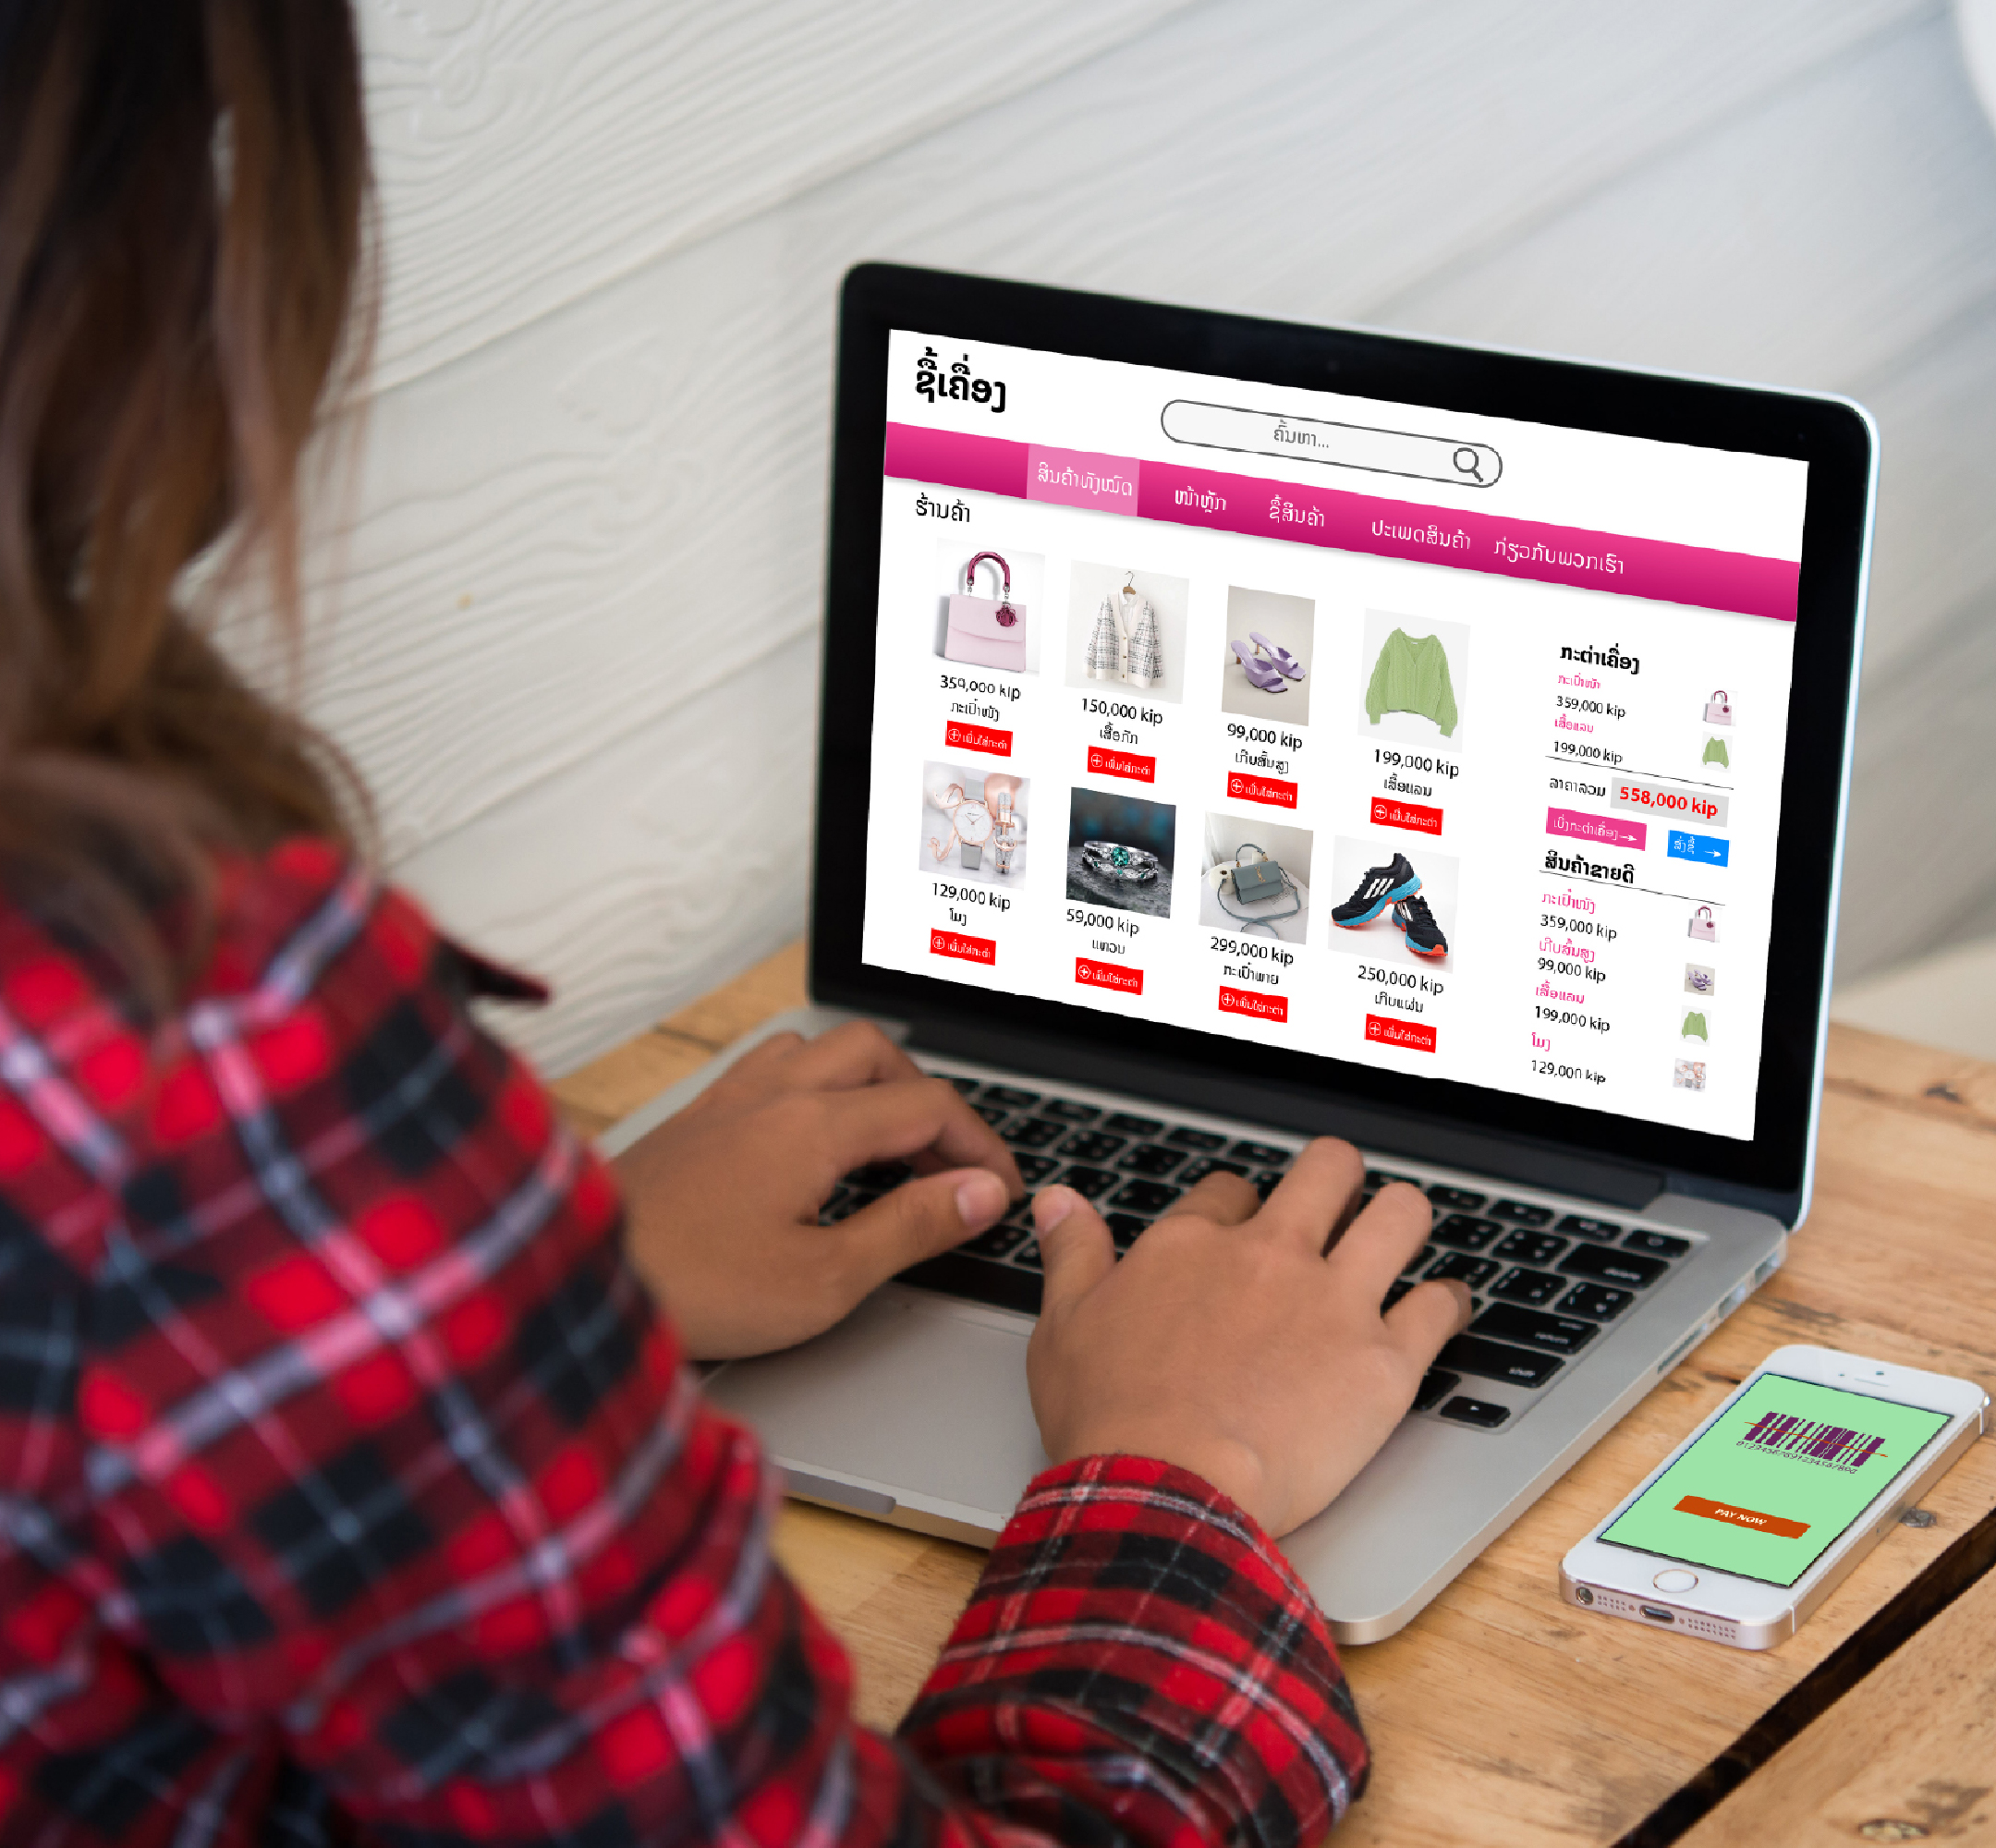 ຊື້ເຄື່ອງ
ຄົ້ນຫາ...
ສິນຄ້າທັງໝົດ
ໜ້າຫຼັກ
ຊື້ສິນຄ້າ
ປະເພດສິນຄ້າ
ກ່ຽວກັບພວກເຮົາ
ຮ້ານຄ້າ
359,000 kip
ກະເປົ໋າໜັງ
ເພີ່ມໃສ່ກະຕ່າ
150,000 kip
ເສື້ອກັກ
ເພີ່ມໃສ່ກະຕ່າ
99,000 kip
ເກີບສົ້ນສູງ
ເພີ່ມໃສ່ກະຕ່າ
199,000 kip
ເສື້ອແລນ
ເພີ່ມໃສ່ກະຕ່າ
129,000 kip
ໂມງ
ເພີ່ມໃສ່ກະຕ່າ
59,000 kip
ແຫວນ
ເພີ່ມໃສ່ກະຕ່າ
299,000 kip
ກະເປົ໋າພາຍ
ເພີ່ມໃສ່ກະຕ່າ
250,000 kip
ເກີບແຝນ
ເພີ່ມໃສ່ກະຕ່າ
ກະຕ່າເຄື່ອງ
359,000 kip
ເສື້ອແລນ
199,000 kip
ລາຄາລວມ 558,000 kip
ເບິ່ງກະຕ່າເຄື່ອງ
ສັ່ງຊື້
ສິນຄ້າຂາຍດີ
ກະເປົ໋າໜັງ
359,000 kip
ເກີບສົ້ນສູງ
99,000 kip
ເສື້ອແລນ
199,000 kip
ໂມງ
129,000 kip
PAY NOW
return
shift